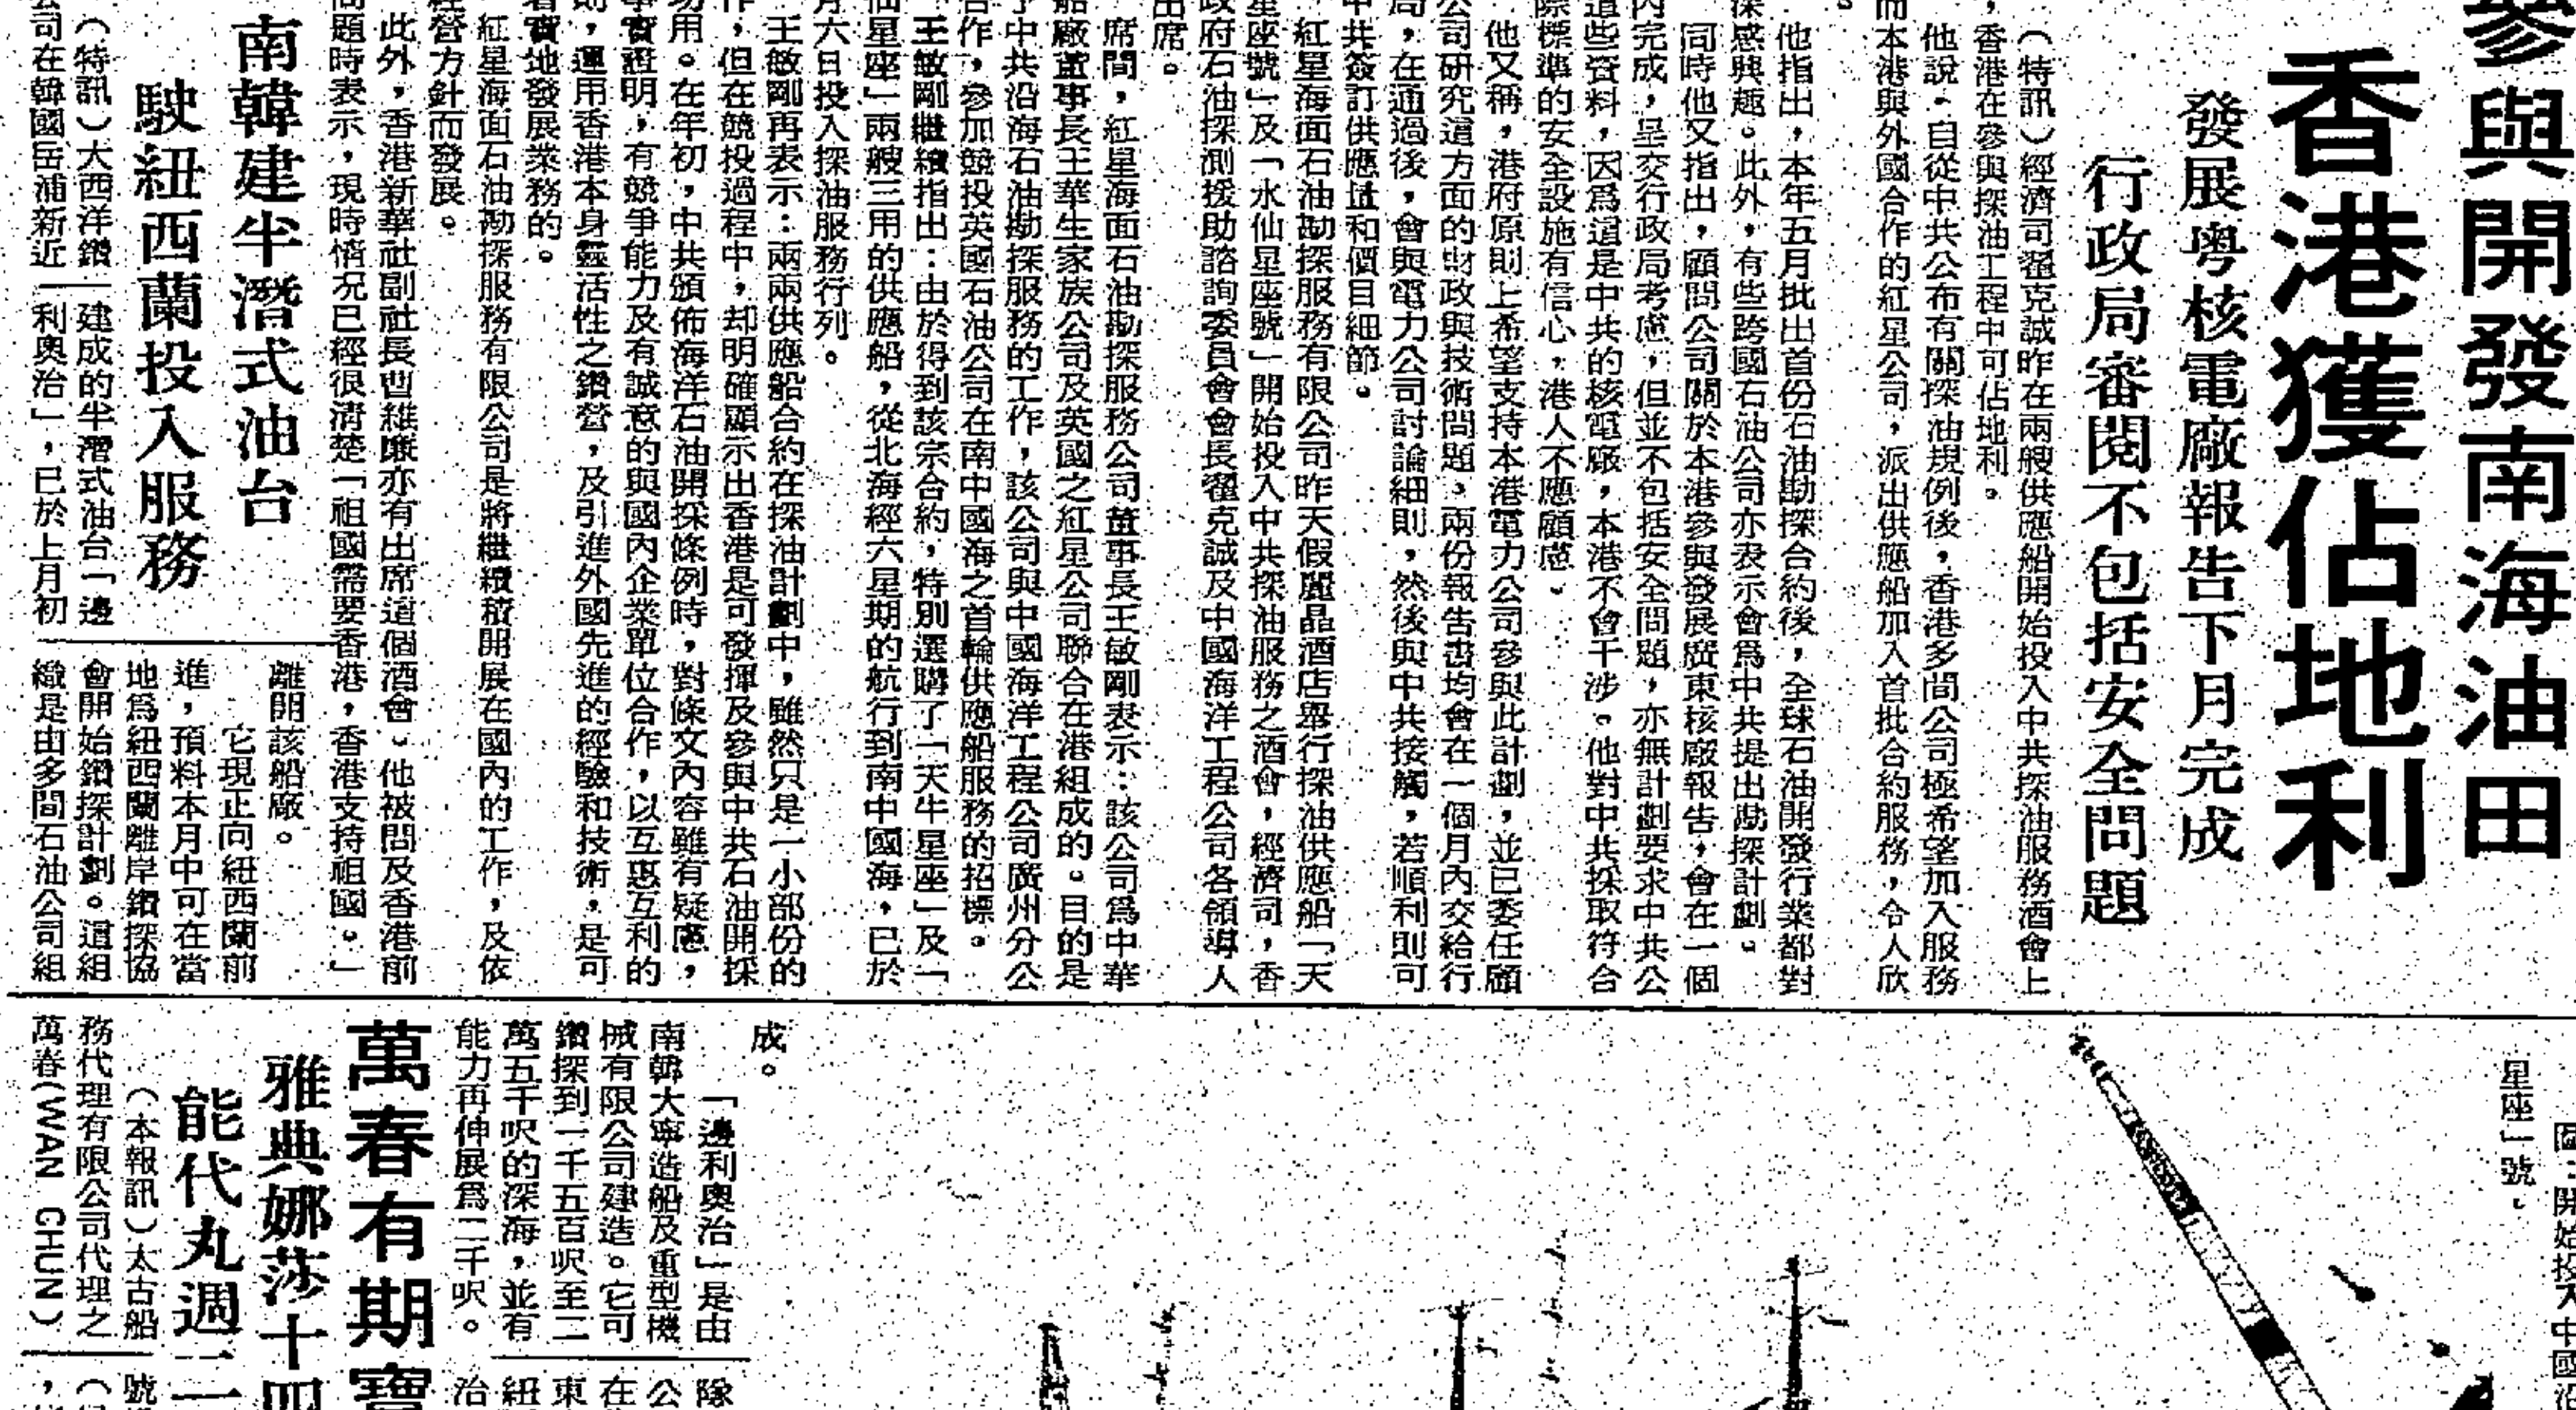 參與開發南海油田
香港獲佔地利
發展粵核電廠報告下月完成
行政局審閱不包括安全問題
（特訊）經濟司翟克誠昨在兩艘供應船開始投入中共探油服務酒會上
，香港在參與探油工程中可佔地利。
他說，自從中共公布有關探油規例後，香港多間公司極希望加入服務
而本港與外國合作的紅星公司，派出供應船加入首批合約服務，令人欣
。
他指出，本年五月批出首份石油勘探合約後，全球石油開發行業都對
深感興趣。此外，有些跨國石油公司亦表示會爲中共提出勘探計劃。
同時他又指出，顧問公司關於本港參與發展廣東核廠報告，會在一個
內完成，呈交行政局考慮，但並不包括安全問題，亦無計劃要求中共公
這些資料，因爲這是中共的核電廠，本港不會干涉。他對中共採取符合
際標準的安全設施有信心，港人不應顧慮。
他又稱，港府原則上希望支持本港電力公司參與此計劃，並已委任顧
公司研究這方面的財政與技術問題，兩份報告書均會在一個月內交給行
局，在通過後，會與電力公司討論細則，然後與中共接觸，若順利則可
中共簽訂供應量和價目細節。
紅星海面石油勘探服務有限公司昨天假麗晶酒店舉行探油供應船「天
星座號」及「水仙星座號」開始投入中共探油服務之酒會，經濟司，香
政府石油探測援助諮詢委員會會長翟克誠及中國海洋工程公司各領導人
出席。
席間，紅星海面石油勘探服務公司董事長王敏剛表示：該公司爲中華
船廠董事長王華生家族公司及英國之紅星公司聯合在港組成的。目的是
了中共沿海石油勘探服務的工作，該公司與中國海洋工程公司廣州分公
合作，參加競投英國石油公司在南中國海之首輪供應船服務的招標。
王敏剛繼續指出：由於得到該宗合約，特別選購了「天牛星座」及「
仙星座」兩艘三用的供應船，從北海經六星期的航行到南中國海，已於
月六日投入探油服務行列。
王敏剛再表示：兩兩供應船合約在探油計劃中，雖然只是一小部份的
作，但在競投過程中，却明確顯示出香港是可發揮及參與中共石油開採
功用。在年初，中共頒佈海洋石油開採條例時，對條文內容雖有疑慮，
事實證明，有競爭能力及有誠意的與國內企業單位合作，以互惠互利的
則，運用香港本身靈活性之鑽營，及引進外國先進的經驗和技術，是可
着實地發展業務的。
紅星海面石油勘探服務有限公司是將繼續積開展在國內的工作，及依
經營方針而發展。
此外，香港新華社副社長曹維廉亦有出席這個酒會。他被問及香港前
問題時表示，現時情况已經很清楚「祖國需要香港，香港支持祖國。」
南韓建半潛式油台
駛紐西蘭投入服務
（特訊）大西洋鑽
公司在韓國岳浦新近
建成的半潛式油台「邊
利奧治」，已於上月初
離開該船廠。
它現正向紐西蘭前
進，預料本月中可在當
地爲紐西蘭離岸鑽探協
會開始鑽探計劃。這組
織是由多間石油公司組
成。
「邊利奧治」是由
南韓大宇造船及重型機
械有限公司建造。它可
鑽探到一千五百呎至二
萬五千呎的深海，並有
能力再伸展爲二千呎。
隊
公
在
東
紐
治
萬春有期寶
雅典娜莎十四
能代丸週二
（本報訊）太古船
務代理有限公司代理之
萬春(WAN CHUN)
號
圖：開始投入中國沿
星座」號。